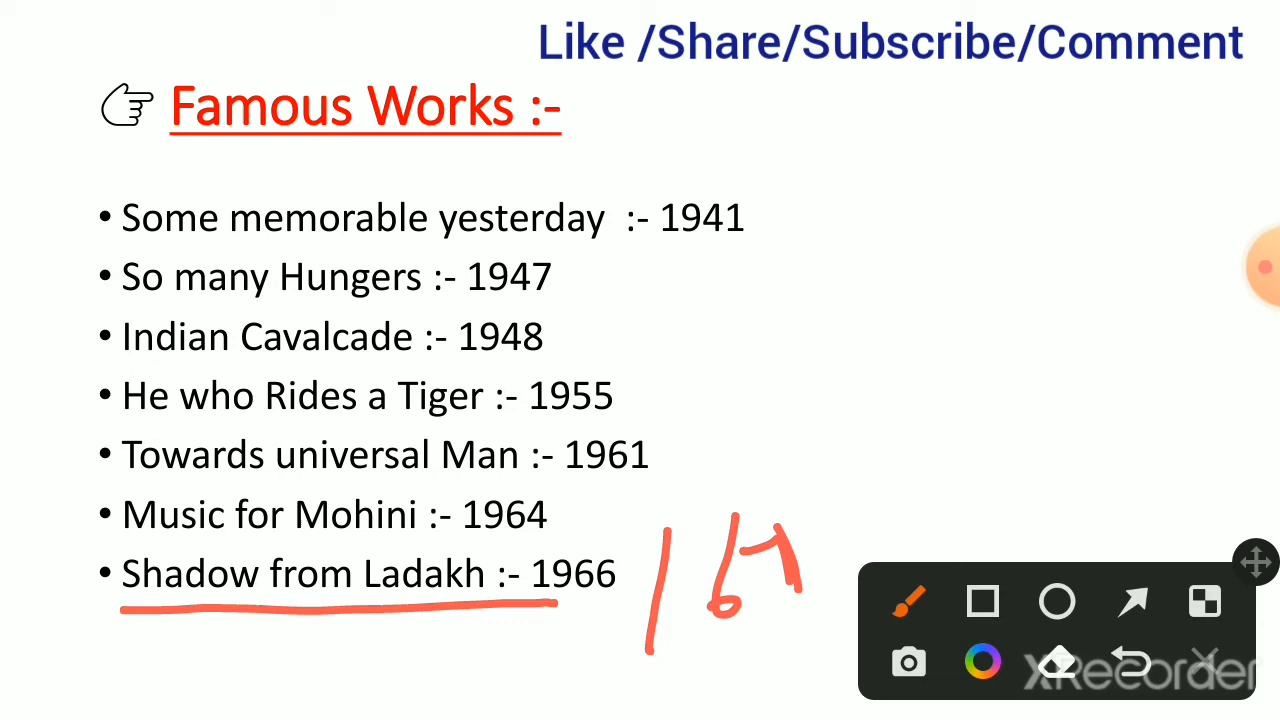 Like /Share/Subscribe/Comment
Famous Works :-
• Some memorable yesterday :- 1941
• So many Hungers :- 1947
• Indian Cavalcade :- 1948
• He who Rides a Tiger :- 1955
• Towards universal Man :- 1961
• Music for Mohini :- 1964
• Shadow from Ladakh :- 1966
XRecorder